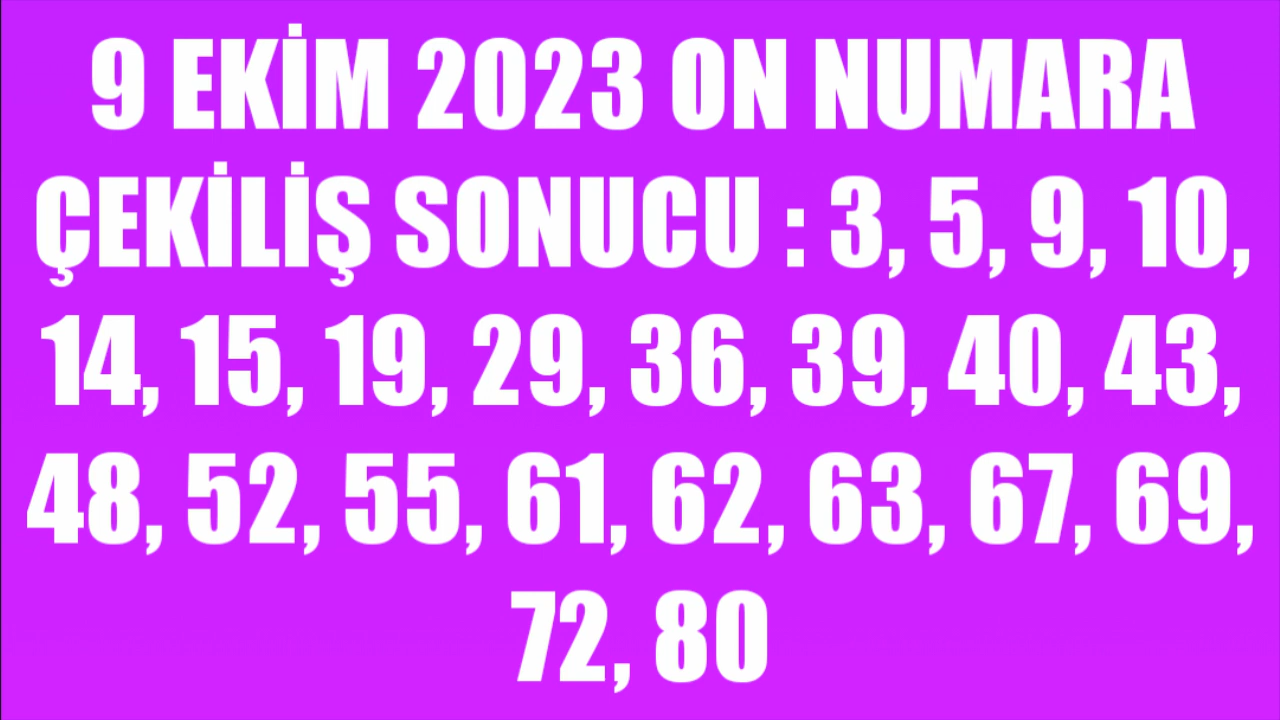 9 EKİM 2023 ON NUMARA
ÇEKİLİŞ SONUCU : 3, 5, 9, 10,
14, 15, 19, 29, 36, 39, 40, 43,
48, 52, 55, 61, 62, 63, 67, 69,
72, 80